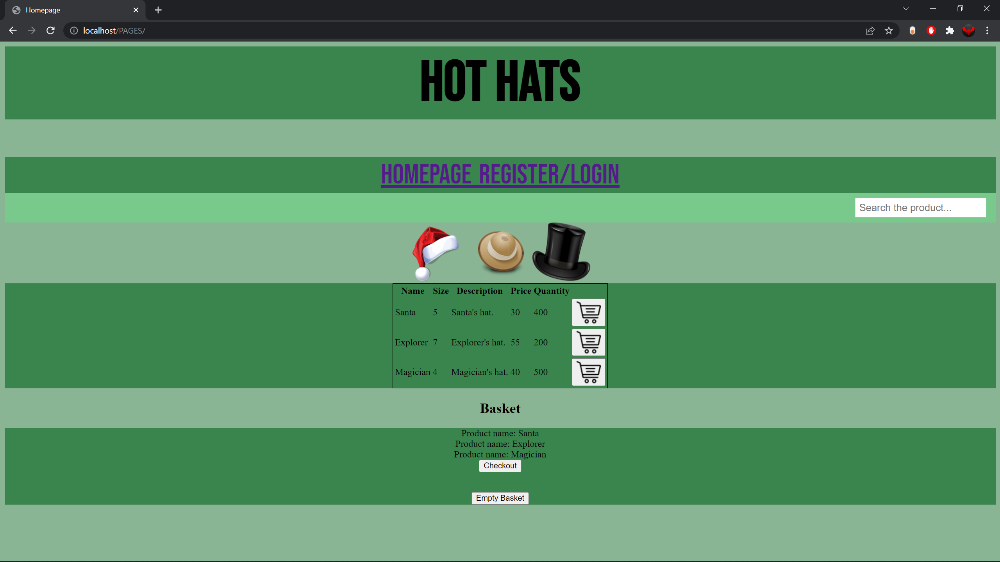 Homepage
localhost/PAGES/
HOT HATS
HOMEPAGE REGISTER/LOGIN
Search the product...
Name Size Description Price Quantity
Santa 5 Santa's hat. 30 400
Explorer 7 Explorer's hat. 55 200
Magician 4 Magician's hat. 40 500
Basket
Product name: Santa
Product name: Explorer
Product name: Magician
Checkout
Empty Basket